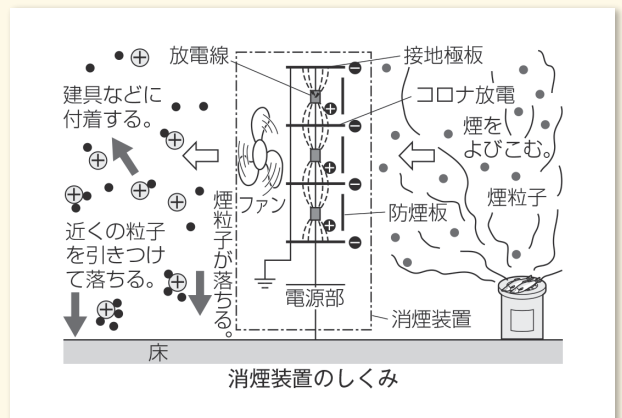 放電線
接地極板
建具などに
付着する。
コロナ放電
煙を
よびこむ。
煙粒子
ファン
防煙板
煙粒子が落ちる。
近くの粒子
を引きつけ
て落ちる。
電源部
消煙装置
床
消煙装置のしくみ